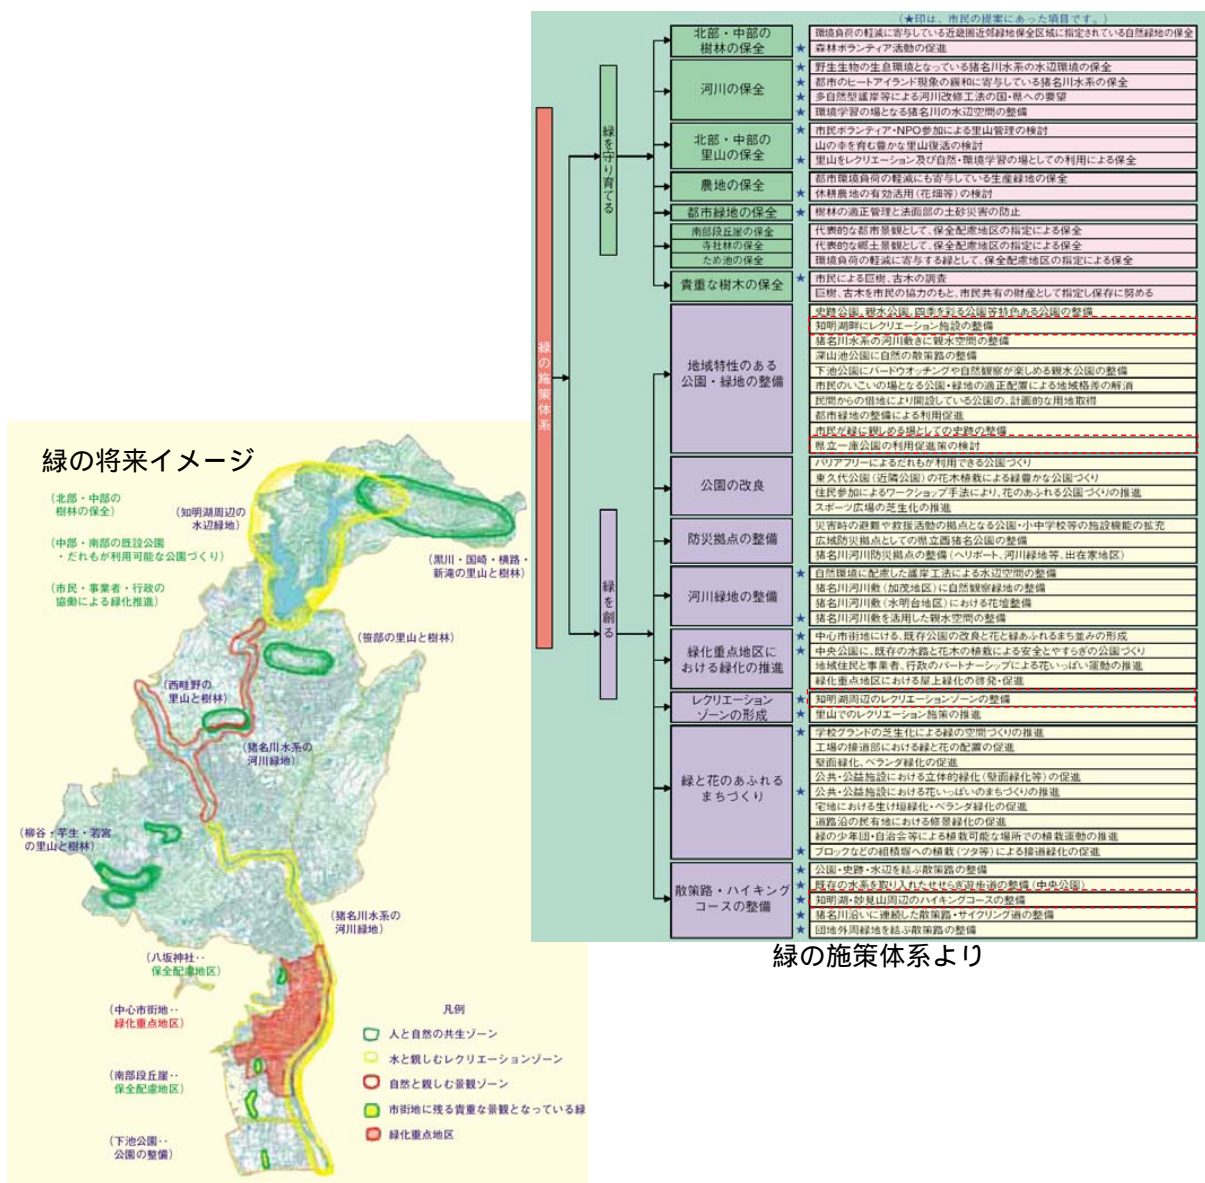 (★印は、市民の提案にあった項目です。)
緑の施策体系
緑を守り育てる
北部・中部の
樹林の保全
環境負荷の軽減に寄与している近畿圏近郊緑地保全区域に指定されている自然緑地の保全
★ 森林ボランティア活動の促進
河川の保全
★ 野生生物の生息環境となっている猪名川水系の水辺環境の保全
★ 都市のヒートアイランド現象の緩和に寄与している猪名川水系の保全
★ 多自然型護岸等による河川改修工法の国・県への要望
★ 環境学習の場となる猪名川の水辺空間の整備
北部・中部の
里山の保全
★ 市民ボランティア・NPO参加による里山管理の検討
山の幸を育む豊かな里山復活の検討
★ 里山をレクリエーション及び自然・環境学習の場としての利用による保全
農地の保全
都市環境負荷の軽減にも寄与している生産緑地の保全
★ 休耕農地の有効活用(花畑等)の検討
都市緑地の保全
★ 樹林の適正管理と法面部の土砂災害の防止
南部段丘崖の保全
代表的な都市景観として、保全配慮地区の指定による保全
寺社林の保全
代表的な郷土景観として、保全配慮地区の指定による保全
ため池の保全
環境負荷の軽減に寄与する緑として、保全配慮地区の指定による保全
貴重な樹木の保全
★ 市民による巨樹、古木の調査
巨樹、古木を市民の協力のもと、市民共有の財産として指定し保存に努める
緑を創る
地域特性のある
公園・緑地の整備
史跡公園、親水公園、四季を彩る公園等特色ある公園の整備
知明湖畔にレクリエーション施設の整備
猪名川水系の河川敷きに親水空間の整備
深山池公園に自然の散策路の整備
下池公園にバードウオッチングや自然観察が楽しめる親水公園の整備
市民のいこいの場となる公園・緑地の適正配置による地域格差の解消
民間からの借地により開設している公園の、計画的な用地取得
都市緑地の整備による利用促進
市民が緑に親しめる場としての史跡の整備
県立一庫公園の利用促進策の検討
公園の改良
バリアフリーによるだれもが利用できる公園づくり
東久代公園(近隣公園)の花木植栽による緑豊かな公園づくり
住民参加によるワークショップ手法により、花のあふれる公園づくりの推進
スポーツ広場の芝生化の推進
防災拠点の整備
災害時の避難や救援活動の拠点となる公園・小中学校等の施設機能の拡充
広域防災拠点としての県立西猪名公園の整備
猪名川河川防災拠点の整備(ヘリポート、河川緑地等、出在家地区)
河川緑地の整備
★ 自然環境に配慮した護岸工法による水辺空間の整備
猪名川河川敷(加茂地区)に自然観察緑地の整備
猪名川河川敷(水明台地区)における花壇整備
★ 猪名川河川敷を活用した親水空間の整備
緑化重点地区に
おける緑化の推進
★ 中心市街地にける、既存公園の改良と花と緑あふれるまち並みの形成
★ 中央公園に、既存の水路と花木の植栽による安全とやすらぎの公園づくり
地域住民と事業者、行政のパートナーシップによる花いっぱい運動の推進
緑化重点地区における屋上緑化の啓発・促進
レクリエーション
ゾーンの形成
★ 知明湖周辺のレクリエーションゾーンの整備
★ 里山でのレクリエーション施策の推進
緑と花のあふれる
まちづくり
★ 学校グランドの芝生化による緑の空間づくりの推進
工場の接道部における緑と花の配置の促進
壁面緑化、ベランダ緑化の促進
公共・公益施設における立体的緑化(壁面緑化等)の促進
★ 公共・公益施設における花いっぱいのまちづくりの推進
宅地における生け垣緑化・ベランダ緑化の促進
道路沿の民有地における修景緑化の促進
緑の少年団・自治会等による植栽可能な場所での植栽運動の推進
★ ブロックなどの組積塀への植栽(ツタ等)による接道緑化の促進
散策路・ハイキング
コースの整備
★ 公園・史跡・水辺を結ぶ散策路の整備
★ 既存の水系を取り入れたせせらぎ遊歩道の整備(中央公園)
★ 知明湖・妙見山周辺のハイキングコースの整備
★ 猪名川沿いに連続した散策路・サイクリング道の整備
★ 団地外周緑地を結ぶ散策路の整備
緑の施策体系より
緑の将来イメージ
(北部・中部の
樹林の保全)
(中部・南部の既設公園
・だれもが利用可能な公園づくり)
(市民・事業者・行政の
協働による緑化推進)
(知明湖周辺の
水辺緑地)
(黒川・国崎・横路・
新滝の里山と樹林)
(笹部の里山と樹林)
(西畦野の
里山と樹林)
(猪名川水系の
河川緑地)
(柳谷・芋生・若宮
の里山と樹林)
(猪名川水系の
河川緑地)
(八坂神社‥
保全配慮地区)
(中心市街地‥
緑化重点地区)
(南部段丘崖‥
保全配慮地区)
(下池公園‥
公園の整備)
凡例
人と自然の共生ゾーン
水と親しむレクリエーションゾーン
自然と親しむ景観ゾーン
市街地に残る貴重な景観となっている緑
緑化重点地区